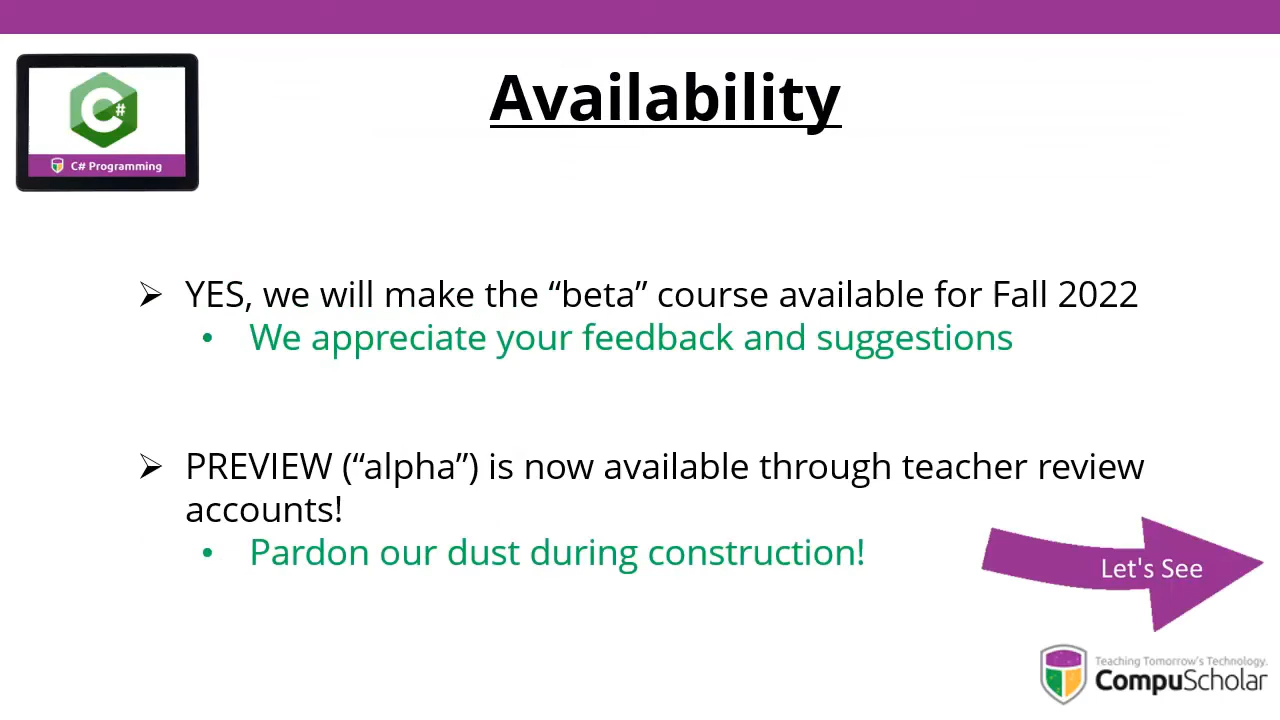 C#
C# Programming
Availability
➢ YES, we will make the “beta” course available for Fall 2022
• We appreciate your feedback and suggestions
➢ PREVIEW (“alpha”) is now available through teacher review
accounts!
• Pardon our dust during construction!
Let's See
Teaching Tomorrow's Technology.
CompuScholar